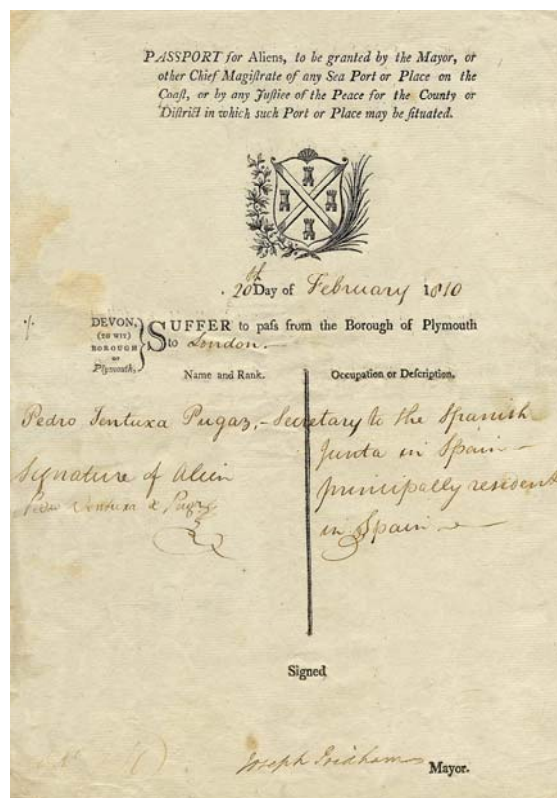 PASSPORT for Aliens, to be granted by the Mayor, or
other Chief Magiſtrate of any Sea Port or Place on the
Coaſt, or by any Juſtice of the Peace for the County or
Diſtrict in which such Port or Place may be ſituated.
20th Day of February 1810
DEVON,
(TO WIT)
BOROUGH
OF
Plymouth,
SUFFER to paſs from the Borough of Plymouth
to London.
Name and Rank.
Occupation or Deſcription.
Pedro Ventuxa Pugaz,- Secretary to the Spanish
Junta in Spain-
principally resident
in Spain
Signature of Alien
Pedro Ventuxa
Signed
Joseph Pridham Mayor.